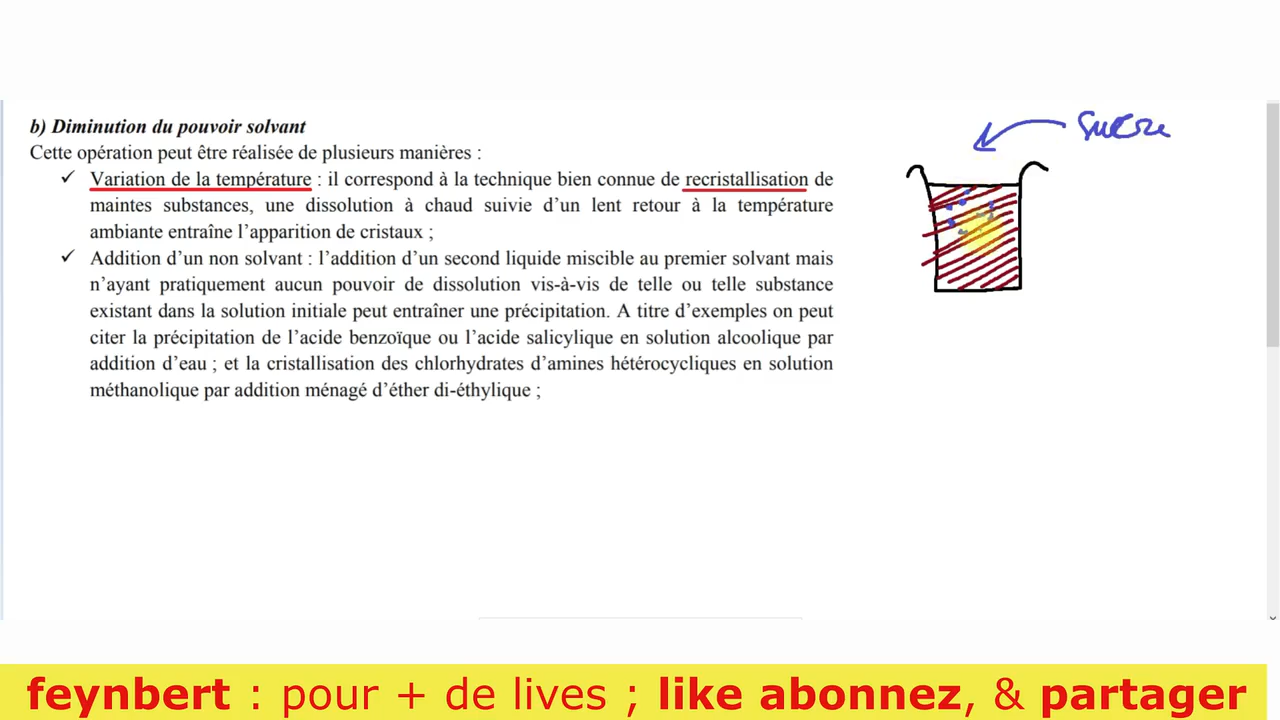 b) Diminution du pouvoir solvant
Cette opération peut être réalisée de plusieurs manières :
✓ Variation de la température : il correspond à la technique bien connue de recristallisation de
maintes substances, une dissolution à chaud suivie d'un lent retour à la température
ambiante entraîne l'apparition de cristaux ;
✓ Addition d'un non solvant : l'addition d'un second liquide miscible au premier solvant mais
n'ayant pratiquement aucun pouvoir de dissolution vis-à-vis de telle ou telle substance
existant dans la solution initiale peut entraîner une précipitation. A titre d'exemples on peut
citer la précipitation de l'acide benzoïque ou l'acide salicylique en solution alcoolique par
addition d'eau ; et la cristallisation des chlorhydrates d'amines hétérocycliques en solution
méthanolique par addition ménagé d'éther di-éthylique ;
sucre
feynbert : pour + de lives ; like abonnez, & partager